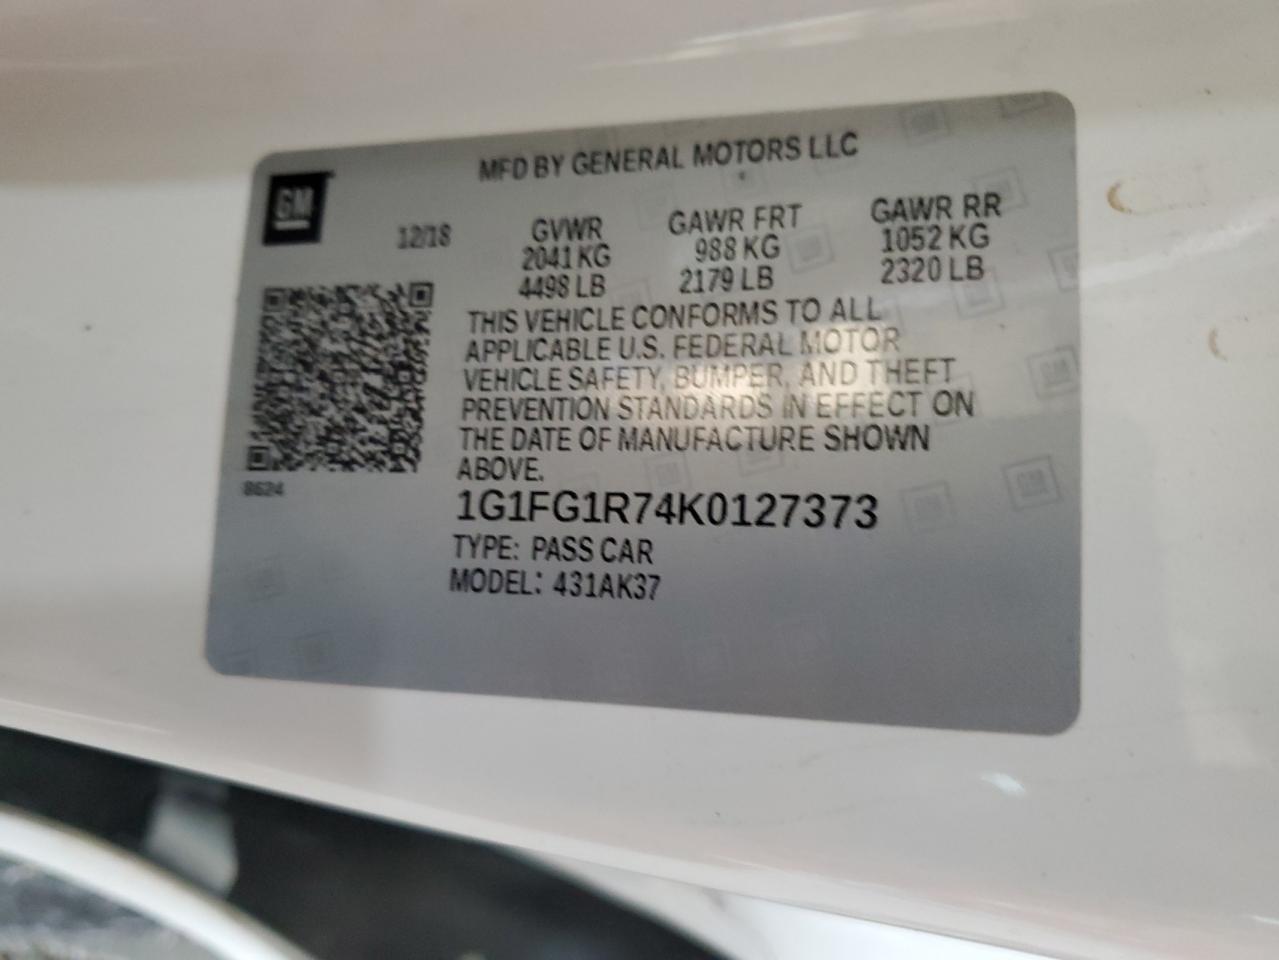 MFD BY GENERAL MOTORS LLC
GM
12/18
GVWR
2041 KG
4498 LB
GAWR FRT
988 KG
2179 LB
GAWR RR
1052 KG
2320 LB
THIS VEHICLE CONFORMS TO ALL
APPLICABLE U.S. FEDERAL MOTOR
VEHICLE SAFETY, BUMPER, AND THEFT
PREVENTION STANDARDS IN EFFECT ON
THE DATE OF MANUFACTURE SHOWN
ABOVE.
8624
1G1FG1R74K0127373
TYPE: PASS CAR
MODEL: 431AK37